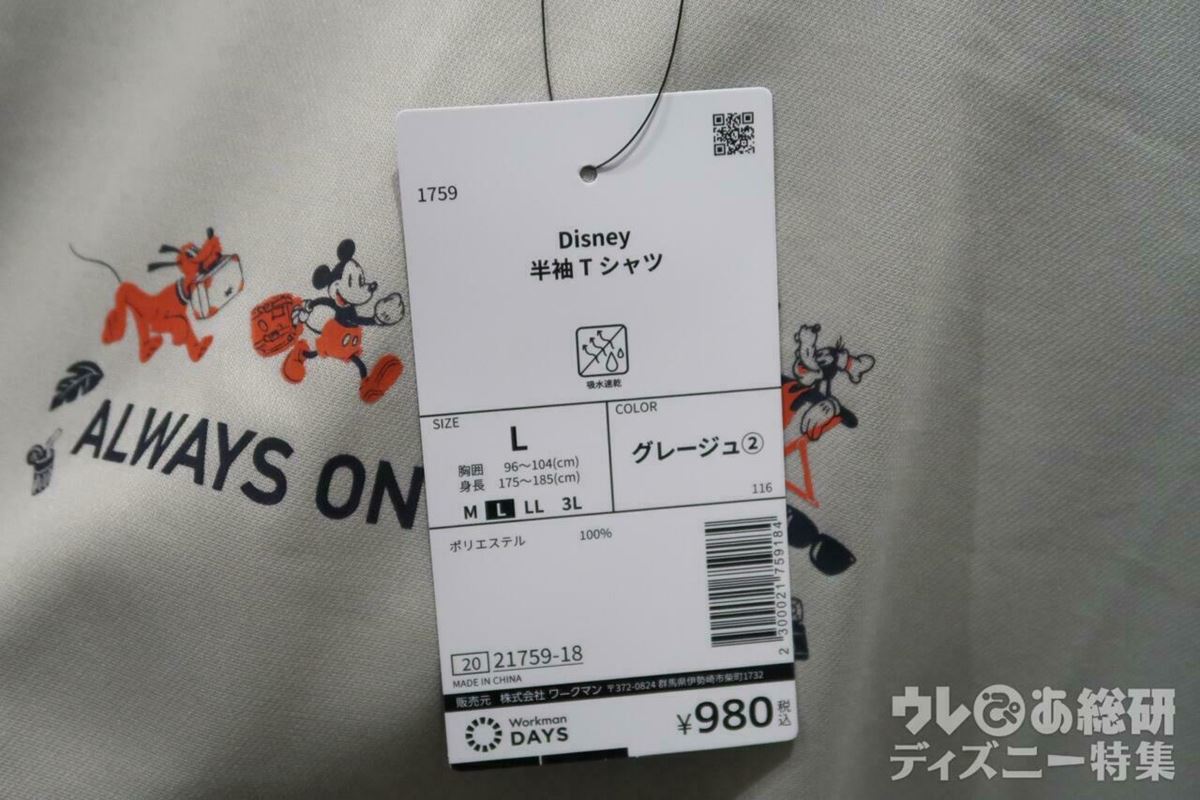 1759
Disney
半袖Tシャツ
吸水速乾
SIZE
L
胸囲 96～104(cm)
身長 175～185(cm)
M L LL 3L
COLOR
グレージュ②
116
ポリエステル 100%
2 300021 759184
20 21759-18
MADE IN CHINA
販売元 株式会社 ワークマン 〒372-0824 群馬県伊勢崎市柴町1732
Workman
DAYS
¥980税込
ALWAYS ON
ウレぴあ総研
ディズニー特集